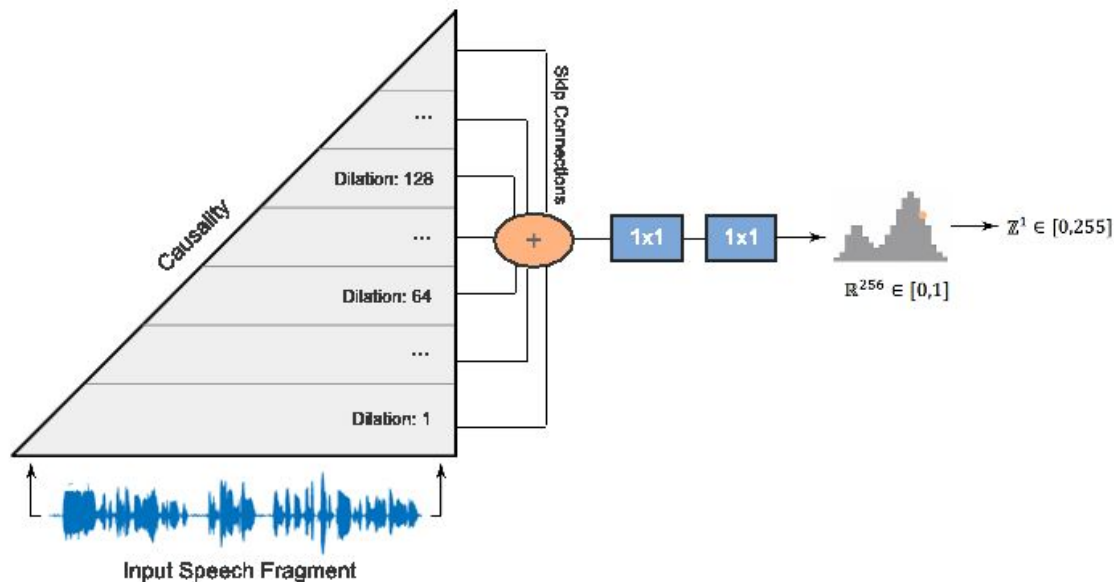 ...
Dilation: 128
...
Dilation: 64
...
Dilation: 1
Causality
Skip Connections
+
1x1
1x1
ℝ²⁵⁶ ∈ [0,1]
ℤ¹ ∈ [0,255]
Input Speech Fragment